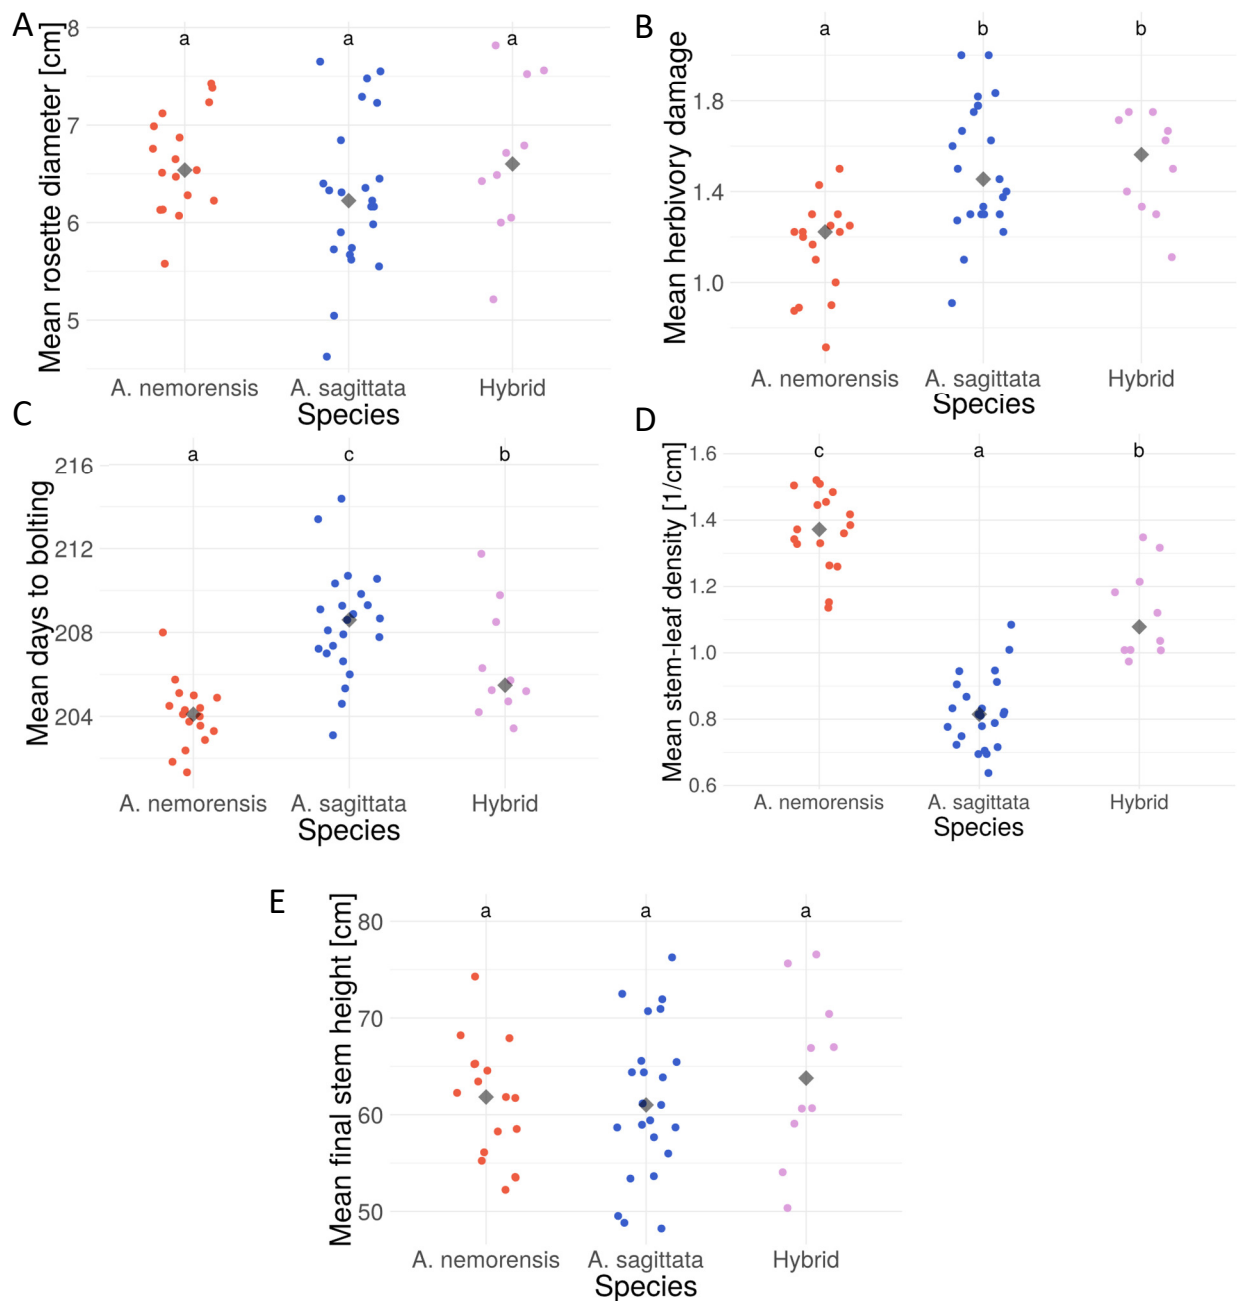 A
Mean rosette diameter [cm]
8
7
6
5
a a a
A. nemorensis A. sagittata Hybrid
Species
B
Mean herbivory damage
1.8
1.4
1.0
a b b
A. nemorensis A. sagittata Hybrid
Species
C
Mean days to bolting
216
212
208
204
a c b
A. nemorensis A. sagittata Hybrid
Species
D
Mean stem-leaf density [1/cm]
1.6
1.4
1.2
1.0
0.8
0.6
c a b
A. nemorensis A. sagittata Hybrid
Species
E
Mean final stem height [cm]
80
70
60
50
a a a
A. nemorensis A. sagittata Hybrid
Species